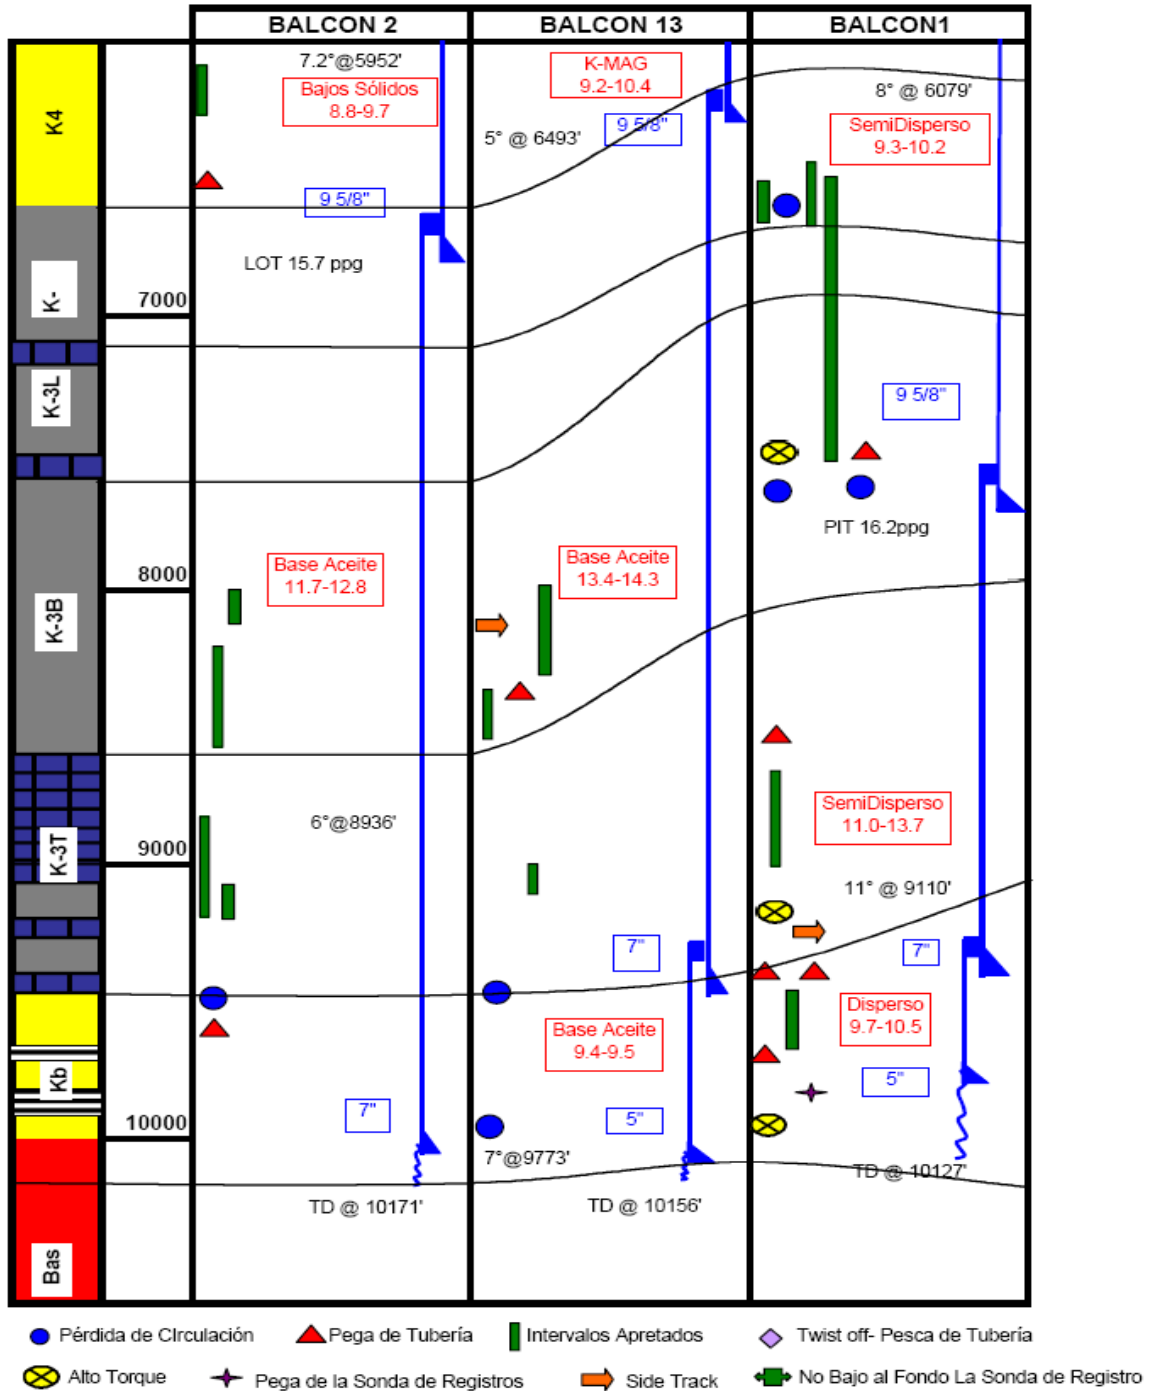 BALCON 2
BALCON 13
BALCON1
K4
K-
K-3L
K-3B
K-3T
Kb
Bas
7000
8000
9000
10000
7.2°@5952'
Bajos Sólidos
8.8-9.7
9 5/8"
LOT 15.7 ppg
Base Aceite
11.7-12.8
6°@8936'
7"
TD @ 10171'
K-MAG
9.2-10.4
9 5/8"
5° @ 6493'
Base Aceite
13.4-14.3
7"
Base Aceite
9.4-9.5
5"
7°@9773'
TD @ 10156'
8° @ 6079'
SemiDisperso
9.3-10.2
9 5/8"
PIT 16.2ppg
SemiDisperso
11.0-13.7
11° @ 9110'
7"
Disperso
9.7-10.5
5"
TD @ 10127'
Pérdida de CIrculación
Pega de Tubería
Intervalos Apretados
Twist off- Pesca de Tubería
Alto Torque
Pega de la Sonda de Registros
Side Track
No Bajo al Fondo La Sonda de Registro